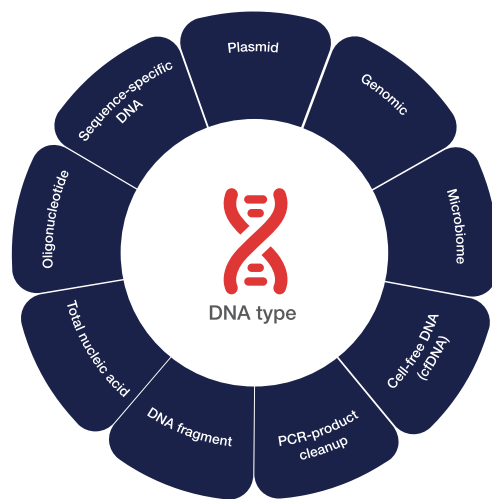 Plasmid
Genomic
Microbiome
Cell-free DNA
(cfDNA)
PCR-product
cleanup
DNA fragment
Total nucleic acid
Oligonucleotide
Sequence-specific
DNA
DNA type